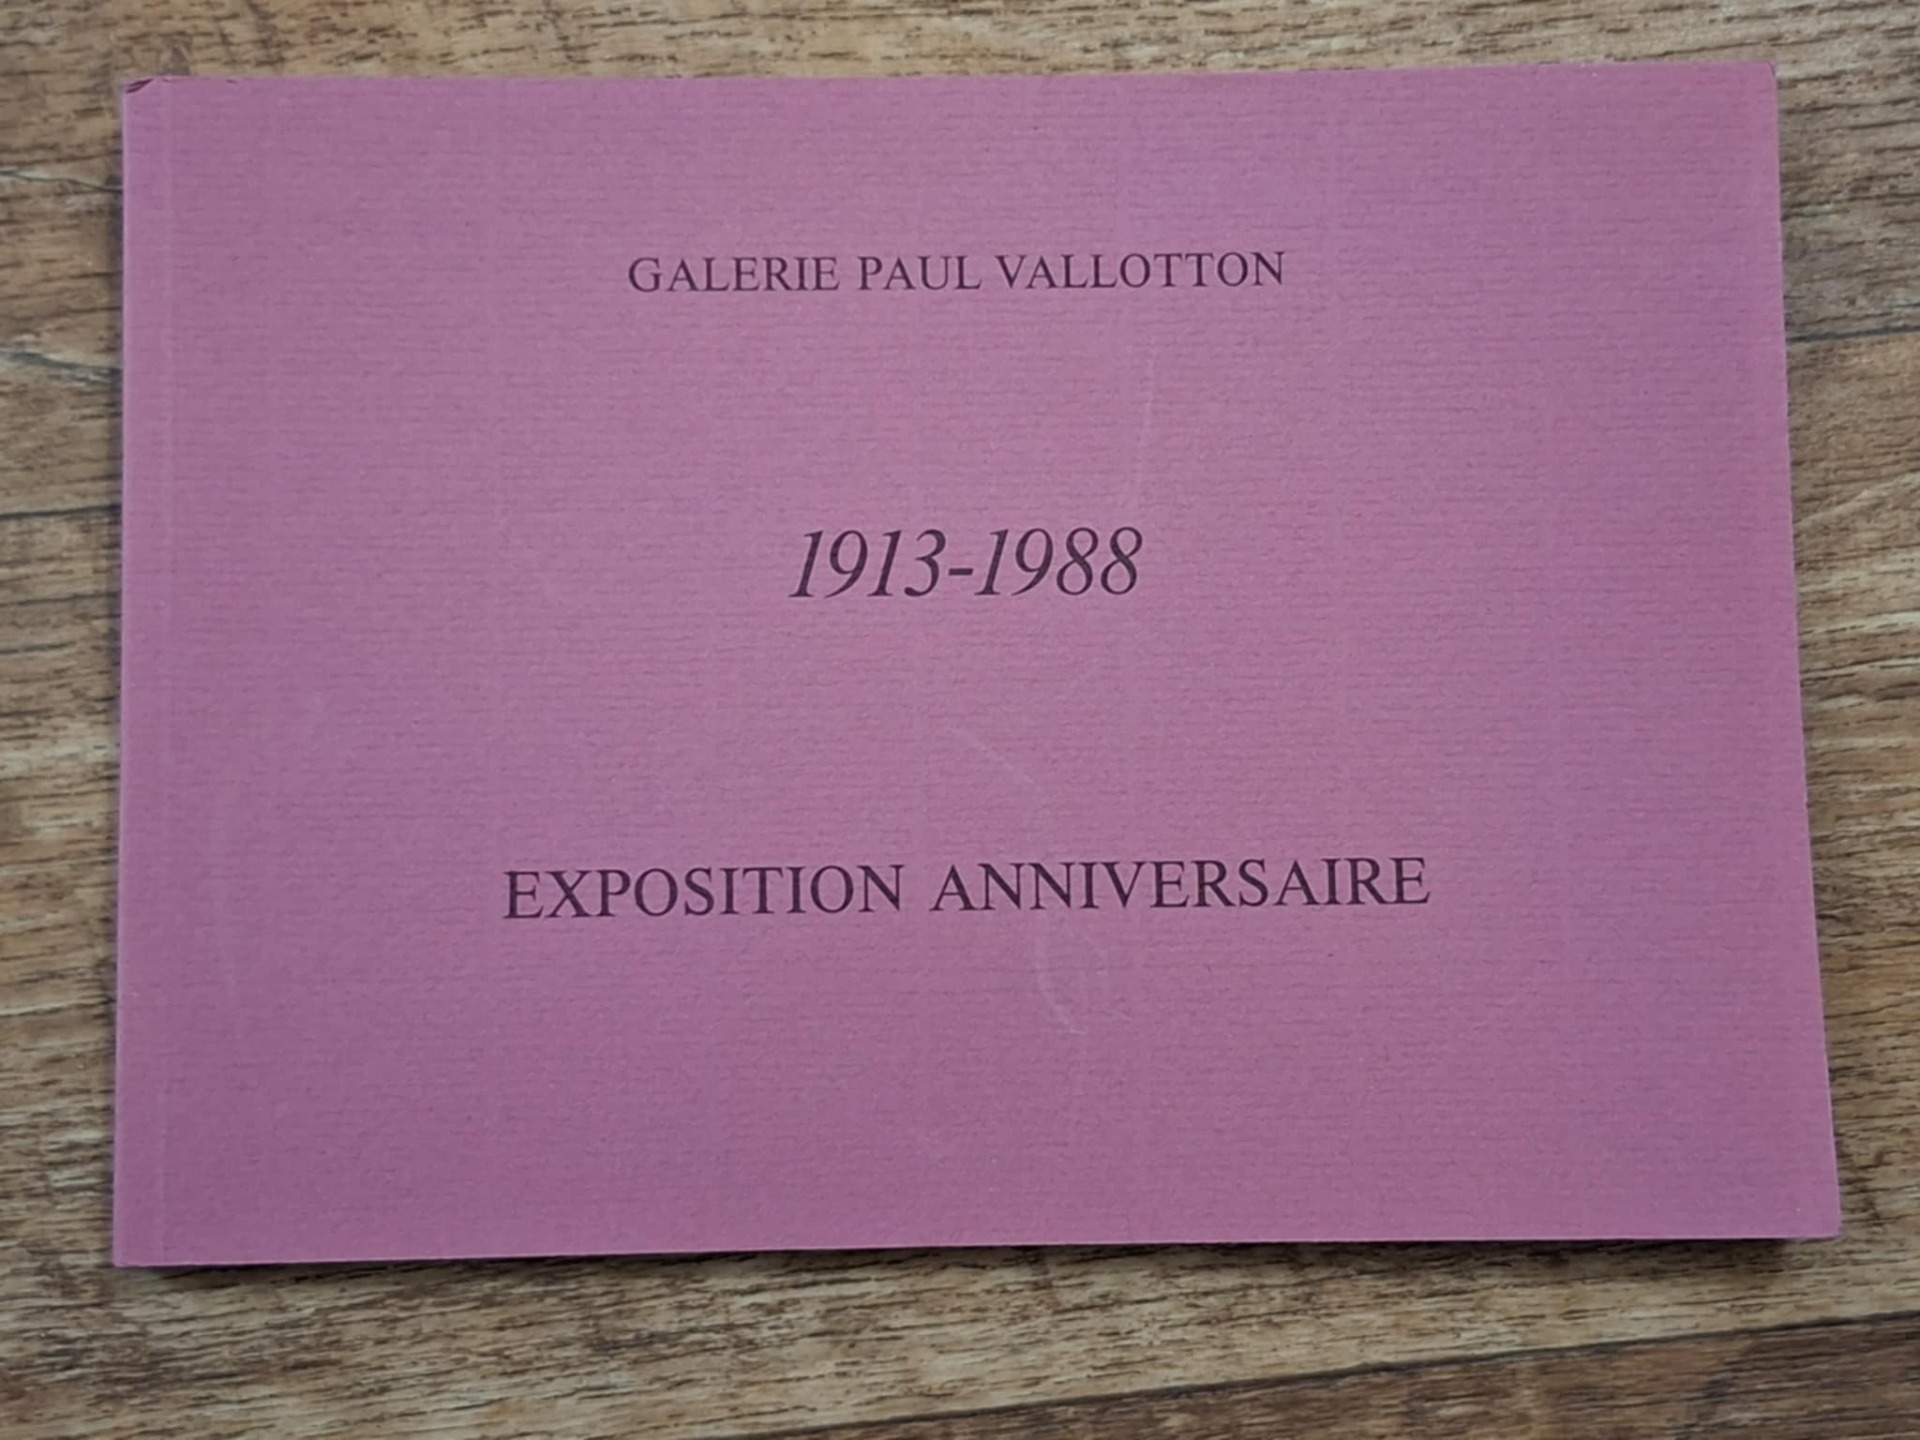 GALERIE PAUL VALLOTTON
1913-1988
EXPOSITION ANNIVERSAIRE